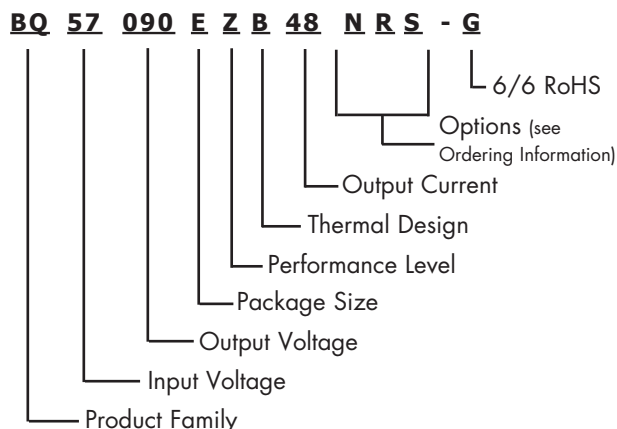 BQ 57 090 E Z B 48 N R S - G
6/6 RoHS
Options (see
Ordering Information)
Output Current
Thermal Design
Performance Level
Package Size
Output Voltage
Input Voltage
Product Family